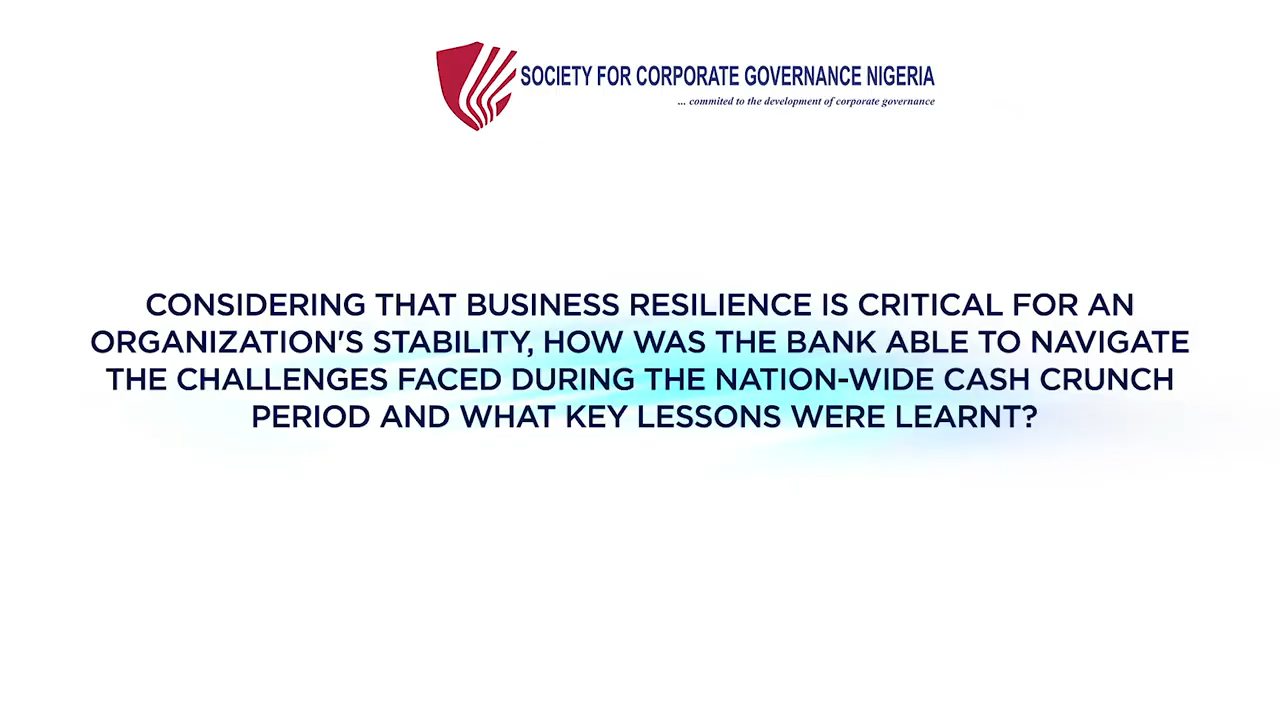 SOCIETY FOR CORPORATE GOVERNANCE NIGERIA
... commited to the development of corporate governance
CONSIDERING THAT BUSINESS RESILIENCE IS CRITICAL FOR AN
ORGANIZATION'S STABILITY, HOW WAS THE BANK ABLE TO NAVIGATE
THE CHALLENGES FACED DURING THE NATION-WIDE CASH CRUNCH
PERIOD AND WHAT KEY LESSONS WERE LEARNT?